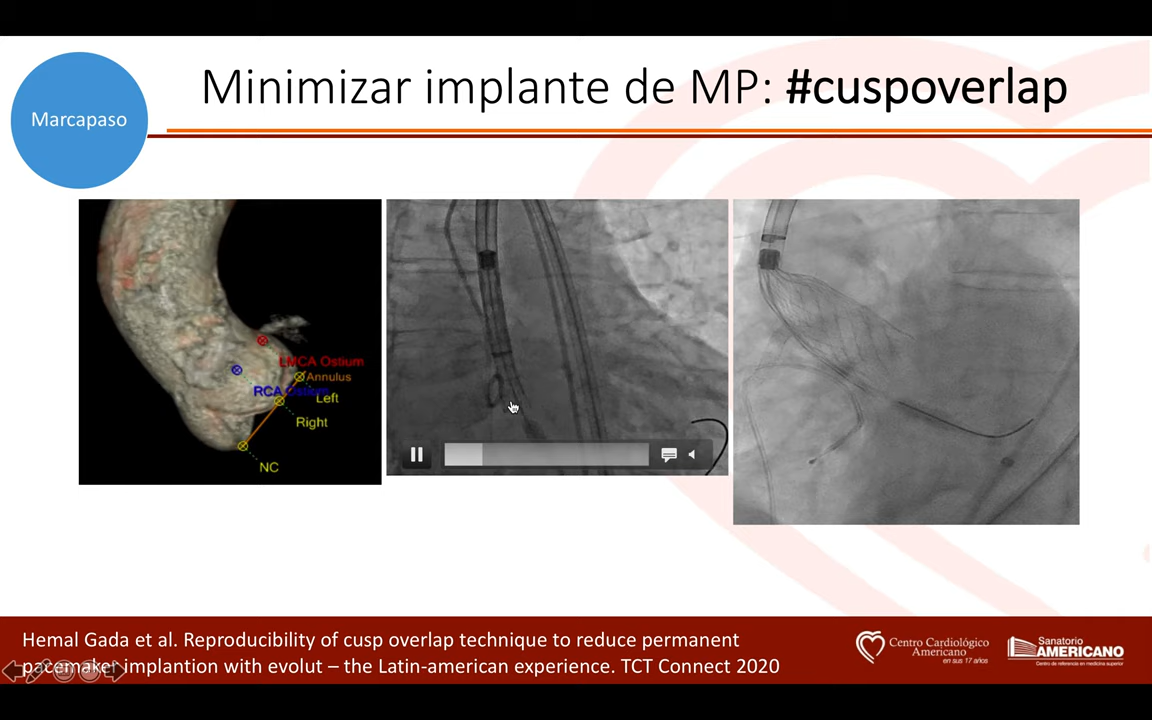 Marcapaso
Minimizar implante de MP: #cuspoverlap
LMCA Ostium
Annulus
RCA Ostium
Left
Right
NC
Hemal Gada et al. Reproducibility of cusp overlap technique to reduce permanent
pacemaker implantion with evolut – the Latin-american experience. TCT Connect 2020
Centro Cardiológico
Americano
en sus 17 años
Sanatorio
AMERICANO
Centro de referencia en medicina superior